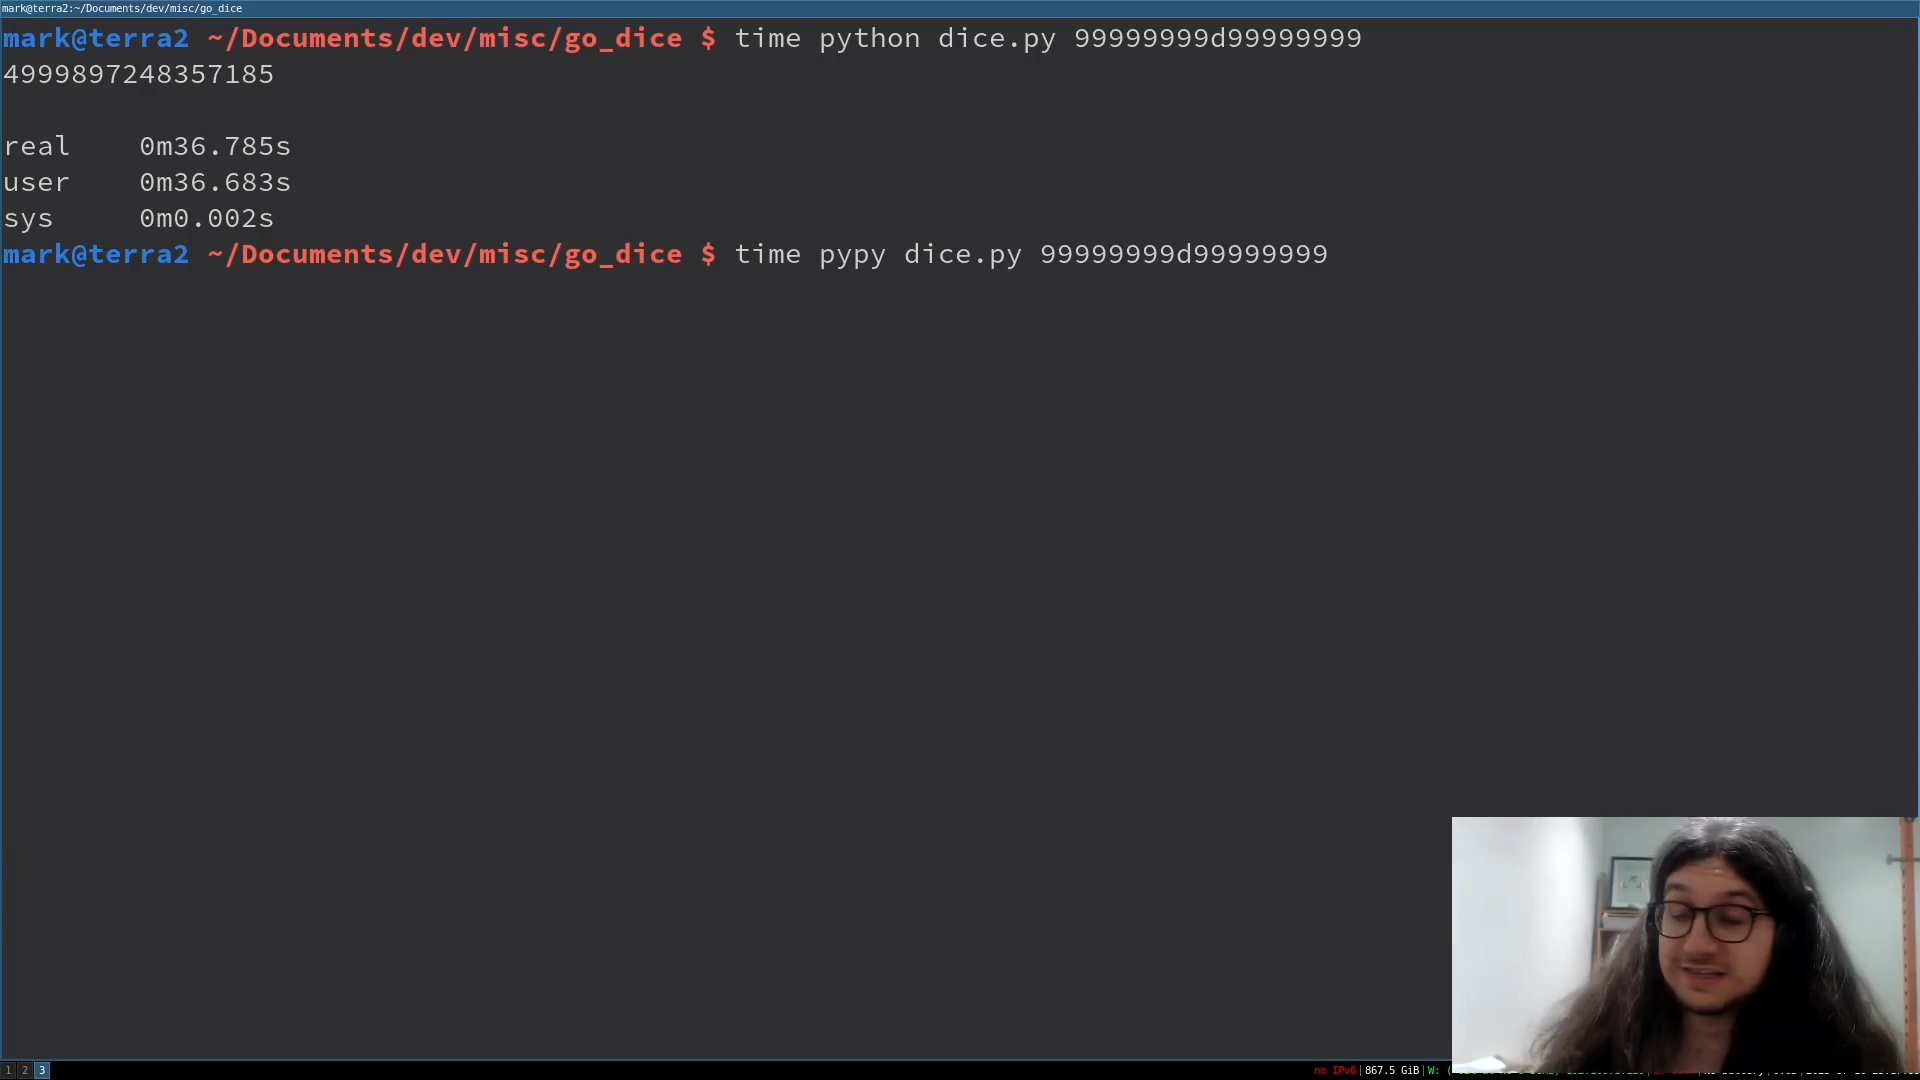 mark@terra2:~/Documents/dev/misc/go_dice
mark@terra2 ~/Documents/dev/misc/go_dice $ time python dice.py 99999999d99999999
4999897248357185
real 0m36.785s
user 0m36.683s
sys 0m0.002s
mark@terra2 ~/Documents/dev/misc/go_dice $ time pypy dice.py 99999999d99999999
1 2 3
no IPv6|867.5 GiB|W: (